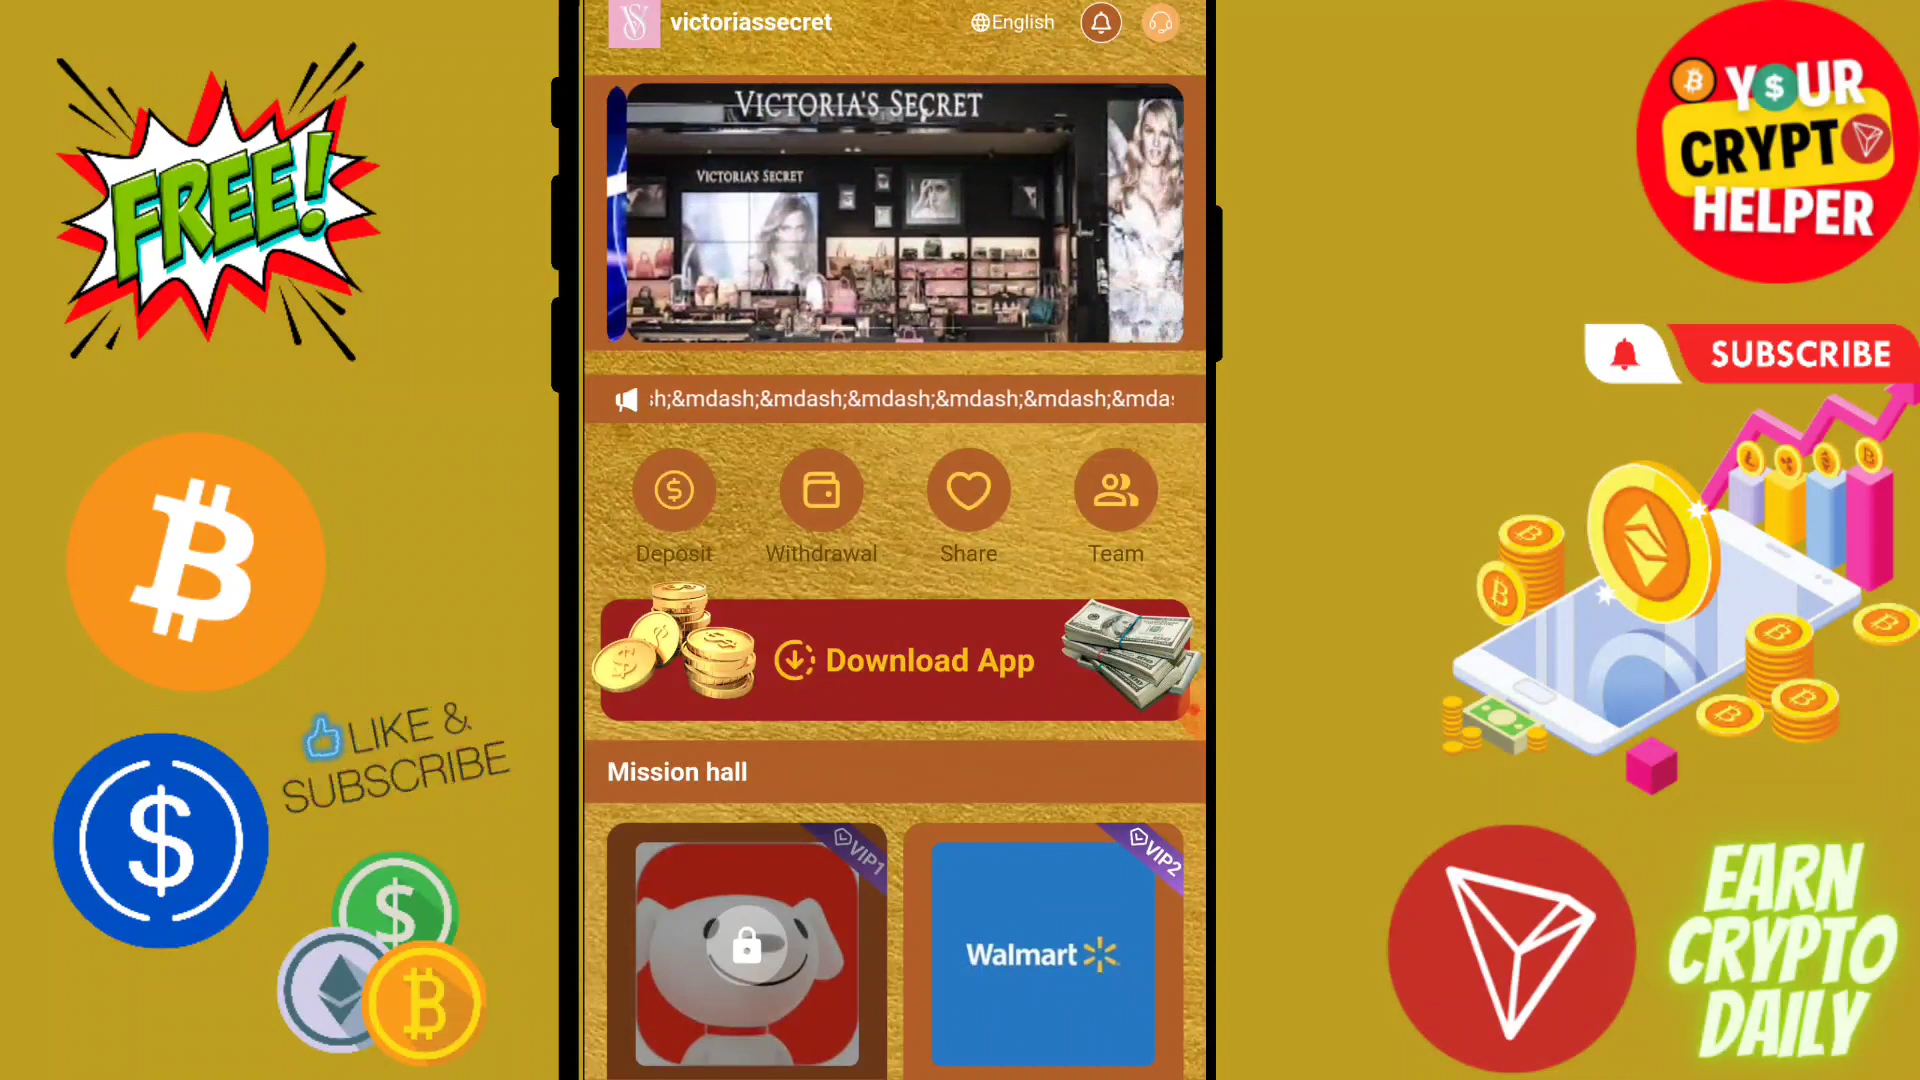 FREE!
LIKE &
SUBSCRIBE
victoriassecret
English
VICTORIA'S SECRET
VICTORIA'S SECRET
sh;&mdash;&mdash;&mdash;&mdash;&mdash;&mda
Deposit
Withdrawal
Share
Team
Download App
Mission hall
VIP1
VIP2
Walmart
YOUR
CRYPTO
HELPER
SUBSCRIBE
EARN
CRYPTO
DAILY